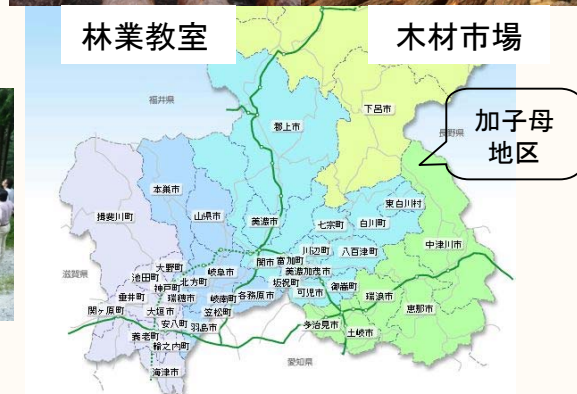 林業教室
木材市場
福井県
郡上市
下呂市
長野県
加子母
地区
本巣市
東白川村
揖斐川町
山県市
美濃市
七宗町
白川町
中津川市
川辺町
八百津町
滋賀県
大野町
岐阜市
関市
富加町
池田町
北方町
美濃加茂市
神戸町
坂祝町
御嵩町
垂井町
瑞穂市
岐南町
各務原市
可児市
瑞浪市
関ヶ原町
大垣市
笠松町
恵那市
安八町
羽島市
多治見市
土岐市
養老町
輪之内町
愛知県
海津市